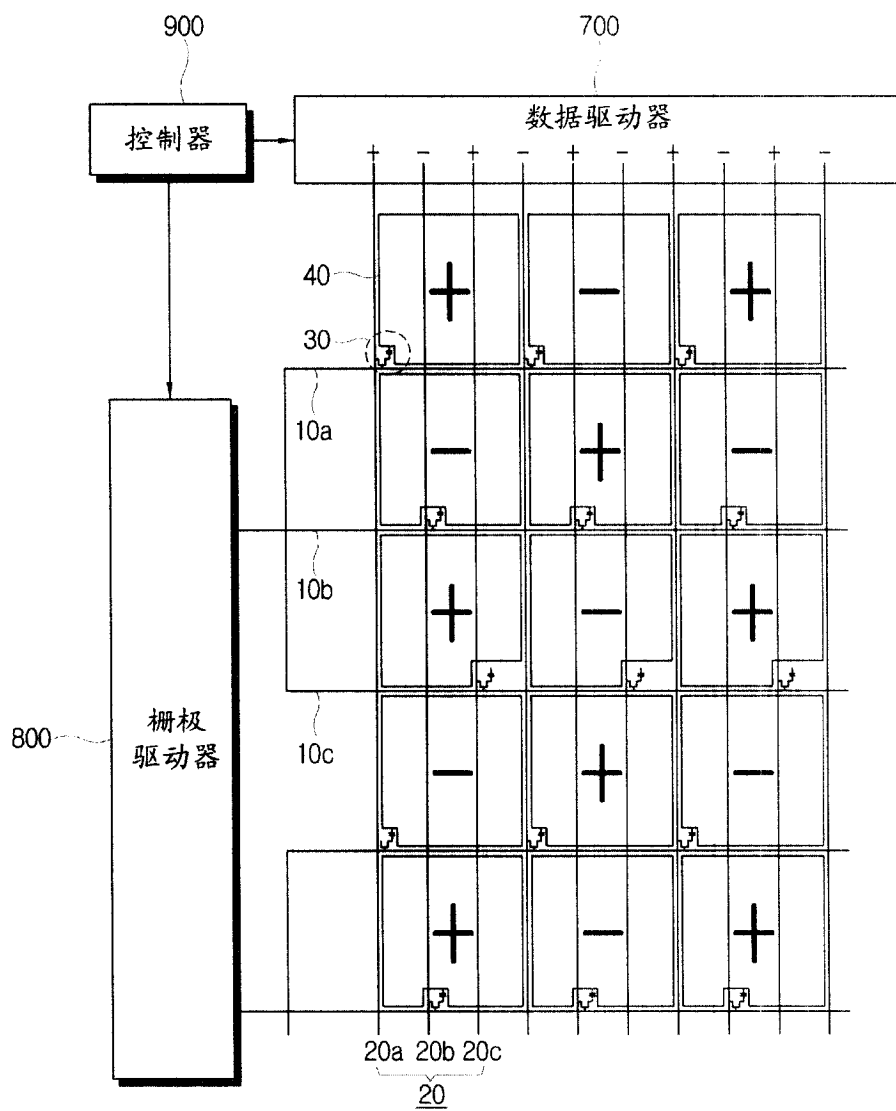 900
700
控制器
数据驱动器
+ - + - + - + - + -
40
+ - +
30
10a
- + -
10b
+ - +
800
栅极
驱动器
10c
- + -
+ - +
20a 20b 20c
20